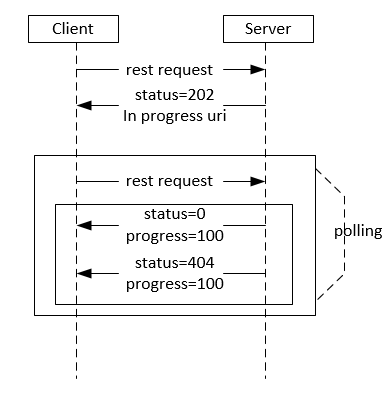 Client
Server
rest request
status=202
In progress uri
rest request
status=0
progress=100
polling
status=404
progress=100